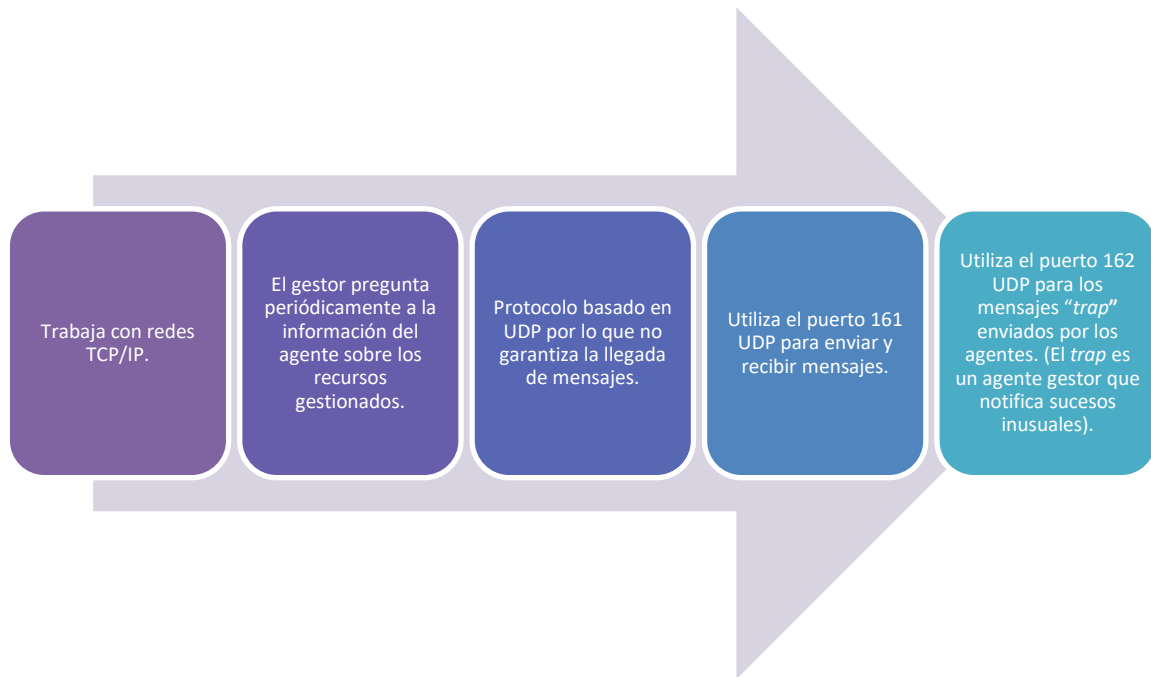 Trabaja con redes
TCP/IP.
El gestor pregunta
periódicamente a la
información del
agente sobre los
recursos
gestionados.
Protocolo basado en
UDP por lo que no
garantiza la llegada
de mensajes.
Utiliza el puerto 161
UDP para enviar y
recibir mensajes.
Utiliza el puerto 162
UDP para los
mensajes “trap”
enviados por los
agentes. (El trap es
un agente gestor que
notifica sucesos
inusuales).